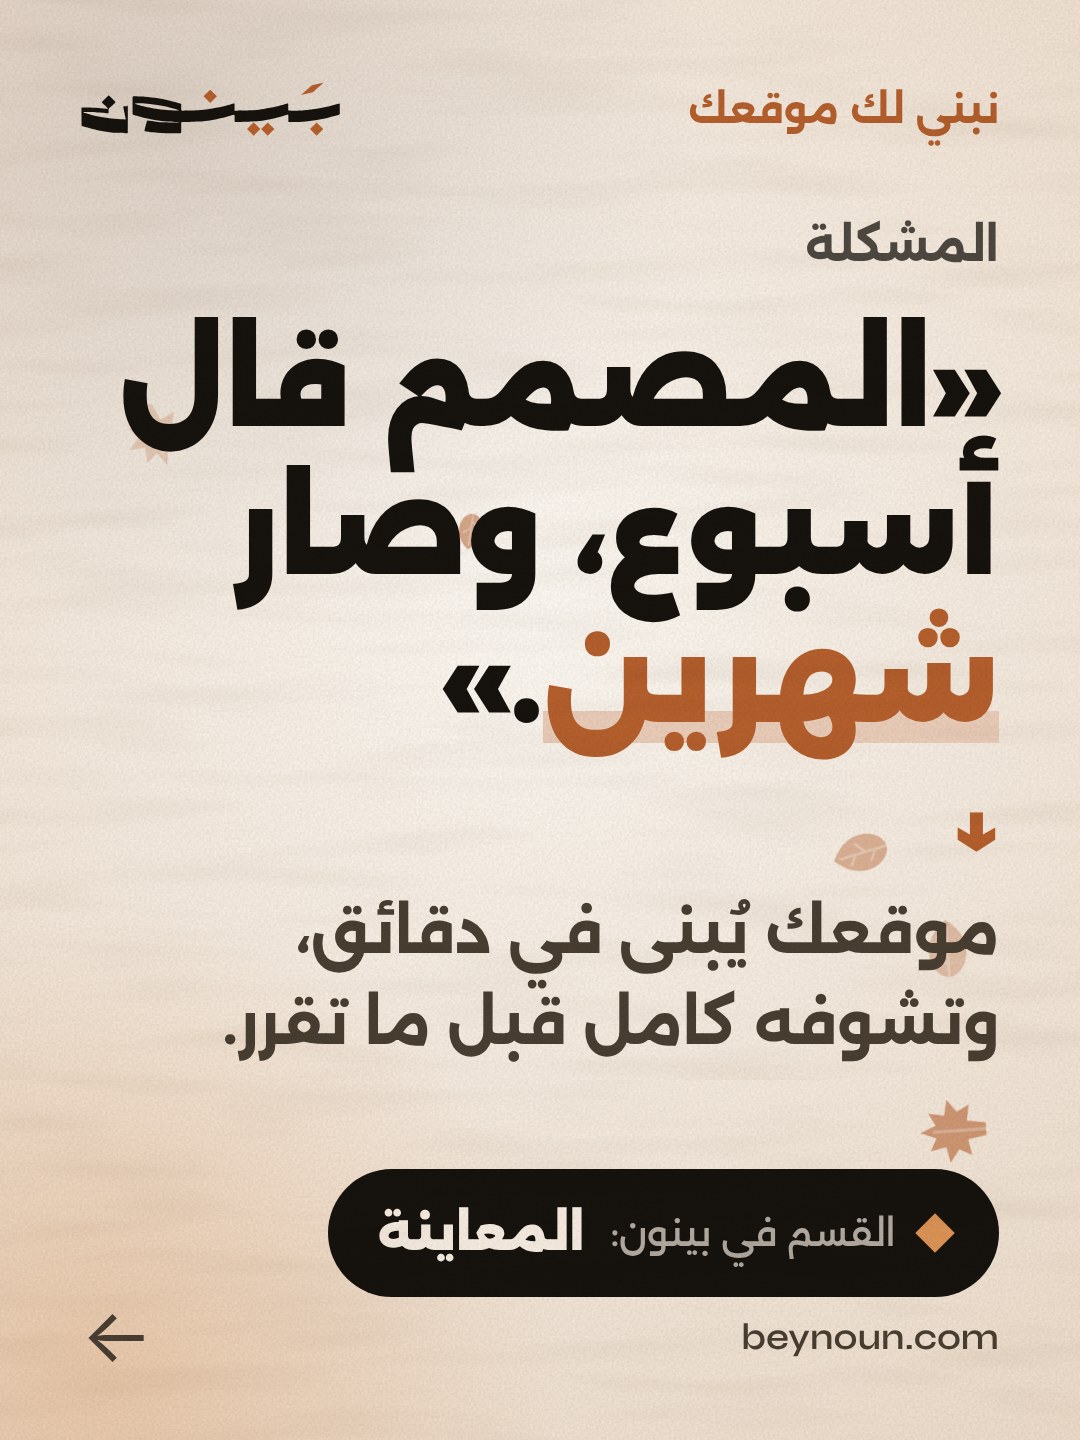 نبني لك موقعك
بَينون
المشكلة
«المصمم قال
أسبوع، وصار
شهرين.»
موقعك يُبنى في دقائق،
وتشوفه كامل قبل ما تقرر.
القسم في بينون: المعاينة
beynoun.com